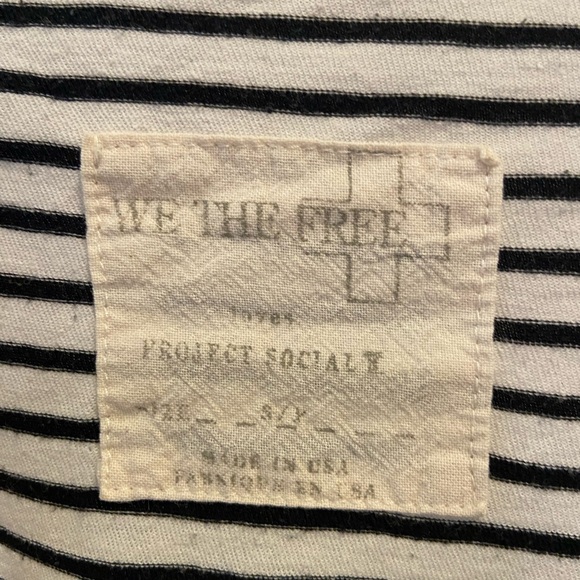 WE THE FREE
loves
PROJECT SOCIAL T
SIZE _ _ S/P _ _ _
MADE IN USA
FABRIQUE EN USA